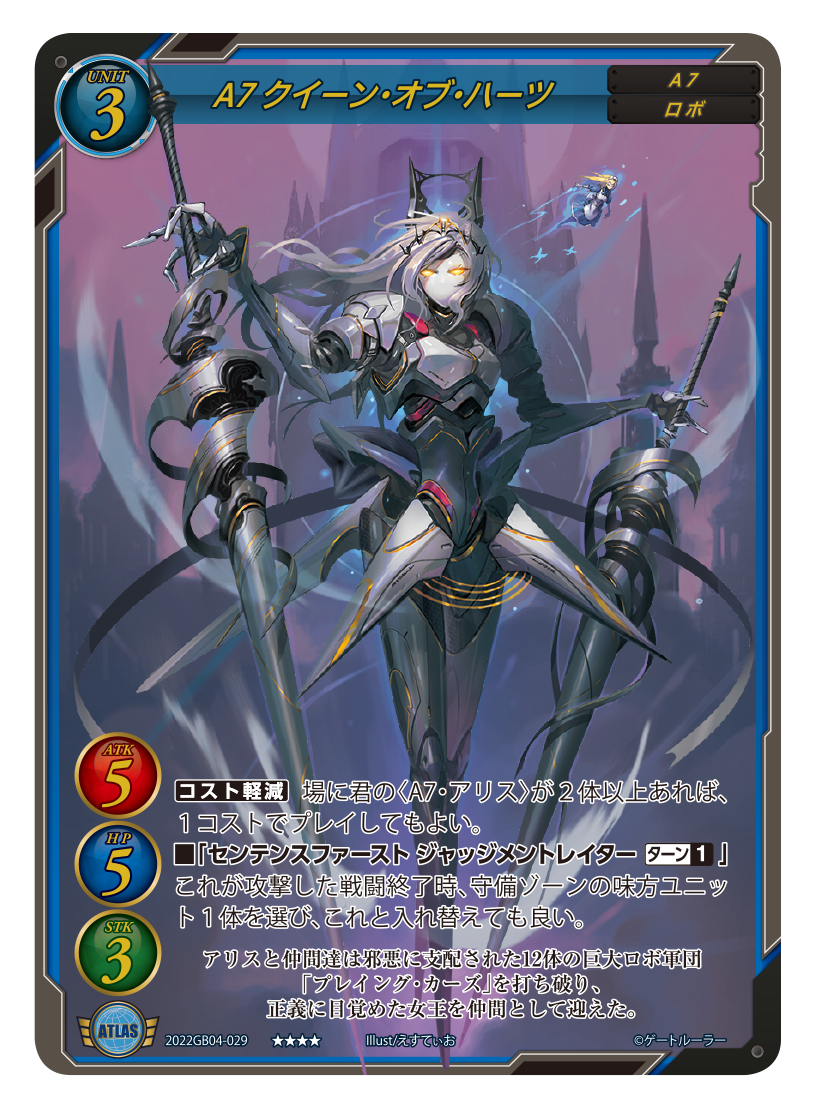 UNIT
3
A7 クイーン・オブ・ハーツ
A7
ロボ
ATK
5
HP
5
STK
3
コスト軽減 場に君の〈A7・アリス〉が２体以上あれば、
１コストでプレイしてもよい。
■「センテンスファースト ジャッジメントレイター ターン1」
これが攻撃した戦闘終了時、守備ゾーンの味方ユニッ
ト１体を選び、これと入れ替えても良い。
アリスと仲間達は邪悪に支配された12体の巨大ロボ軍団
「プレイング・カーズ」を打ち破り、
正義に目覚めた女王を仲間として迎えた。
ATLAS
2022GB04-029 ★★★★ Illust/えすてぃお ©ゲートルーラー